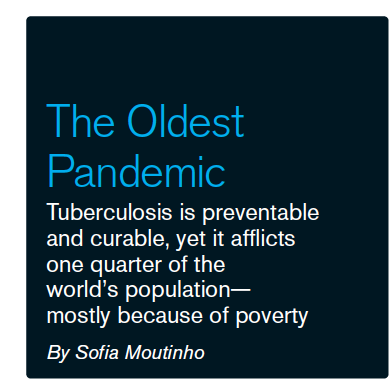 The Oldest
Pandemic
Tuberculosis is preventable
and curable, yet it afflicts
one quarter of the
world’s population—
mostly because of poverty
By Sofia Moutinho